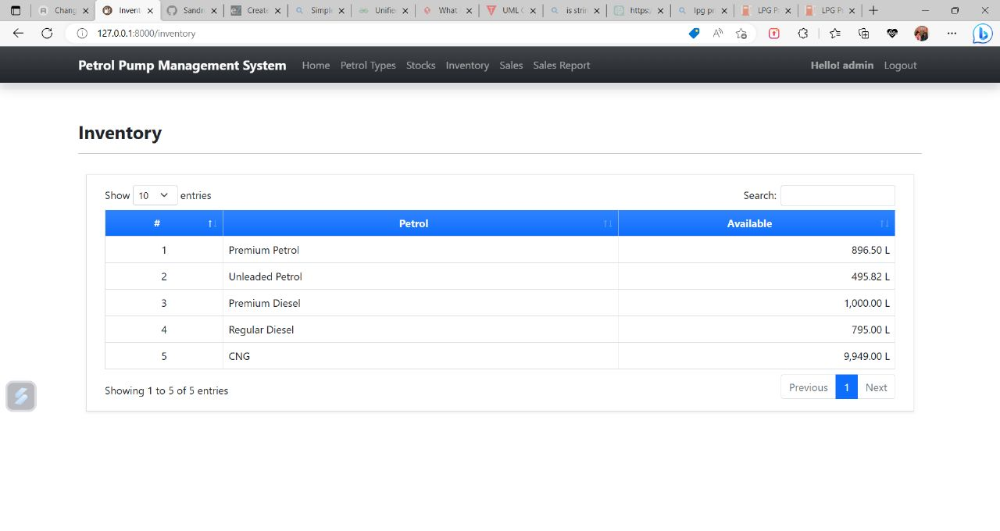 Chang Invent Sandr Create Simple Unifie What UML C is strin https:/ lpg pr LPG P LPG P
127.0.0.1:8000/inventory
Petrol Pump Management System Home Petrol Types Stocks Inventory Sales Sales Report Hello! admin Logout
Inventory
Show 10 entries Search:
# Petrol Available
1 Premium Petrol 896.50 L
2 Unleaded Petrol 495.82 L
3 Premium Diesel 1,000.00 L
4 Regular Diesel 795.00 L
5 CNG 9,949.00 L
Showing 1 to 5 of 5 entries Previous 1 Next